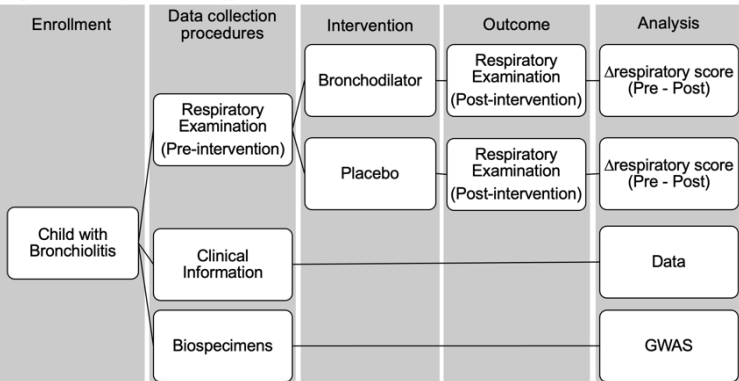 Enrollment
Data collection
procedures
Intervention
Outcome
Analysis
Respiratory
Examination
(Pre-intervention)
Bronchodilator
Respiratory
Examination
(Post-intervention)
Δrespiratory score
(Pre - Post)
Placebo
Respiratory
Examination
(Post-intervention)
Δrespiratory score
(Pre - Post)
Child with
Bronchiolitis
Clinical
Information
Data
Biospecimens
GWAS